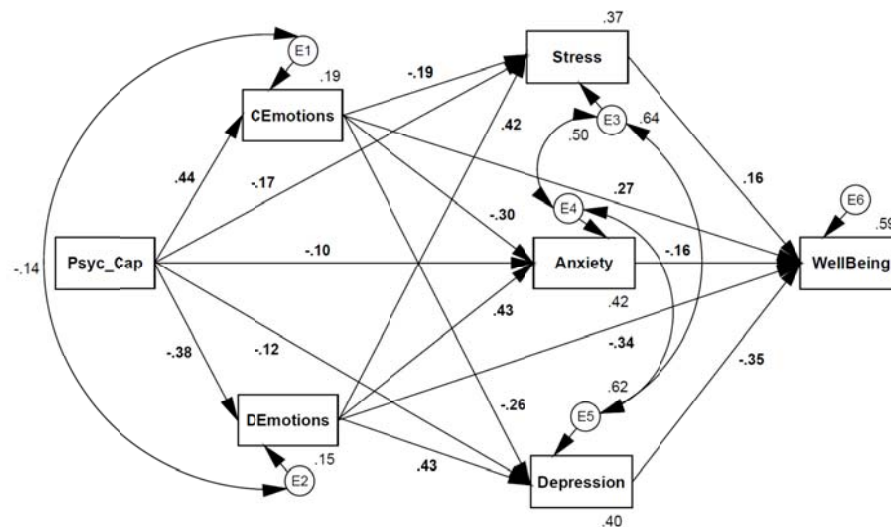 .37
E1
Stress
-.19
.19
CEmotions
.42
E3
.64
.50
.44
-.17
.27
.16
-.30
E4
E6
.59
Psyc_Cap
-.10
Anxiety
-.16
WellBeing
-.14
.42
.43
-.38
-.12
-.34
-.35
.62
DEmotions
-.26
E5
.15
.43
E2
Depression
.40